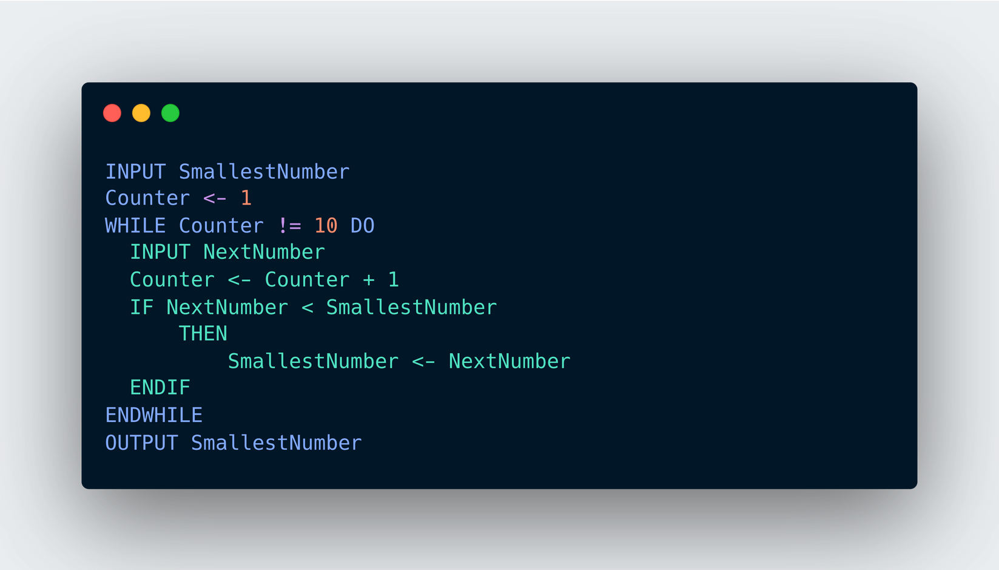 INPUT SmallestNumber
Counter <- 1
WHILE Counter != 10 DO
  INPUT NextNumber
  Counter <- Counter + 1
  IF NextNumber < SmallestNumber
      THEN
          SmallestNumber <- NextNumber
  ENDIF
ENDWHILE
OUTPUT SmallestNumber